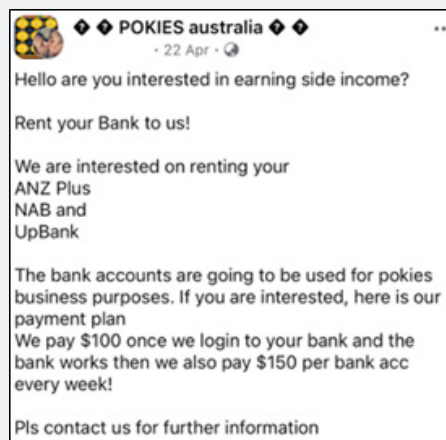 � � POKIES australia � �
· 22 Apr ·
Hello are you interested in earning side income?
Rent your Bank to us!
We are interested on renting your
ANZ Plus
NAB and
UpBank
The bank accounts are going to be used for pokies
business purposes. If you are interested, here is our
payment plan
We pay $100 once we login to your bank and the
bank works then we also pay $150 per bank acc
every week!
Pls contact us for further information